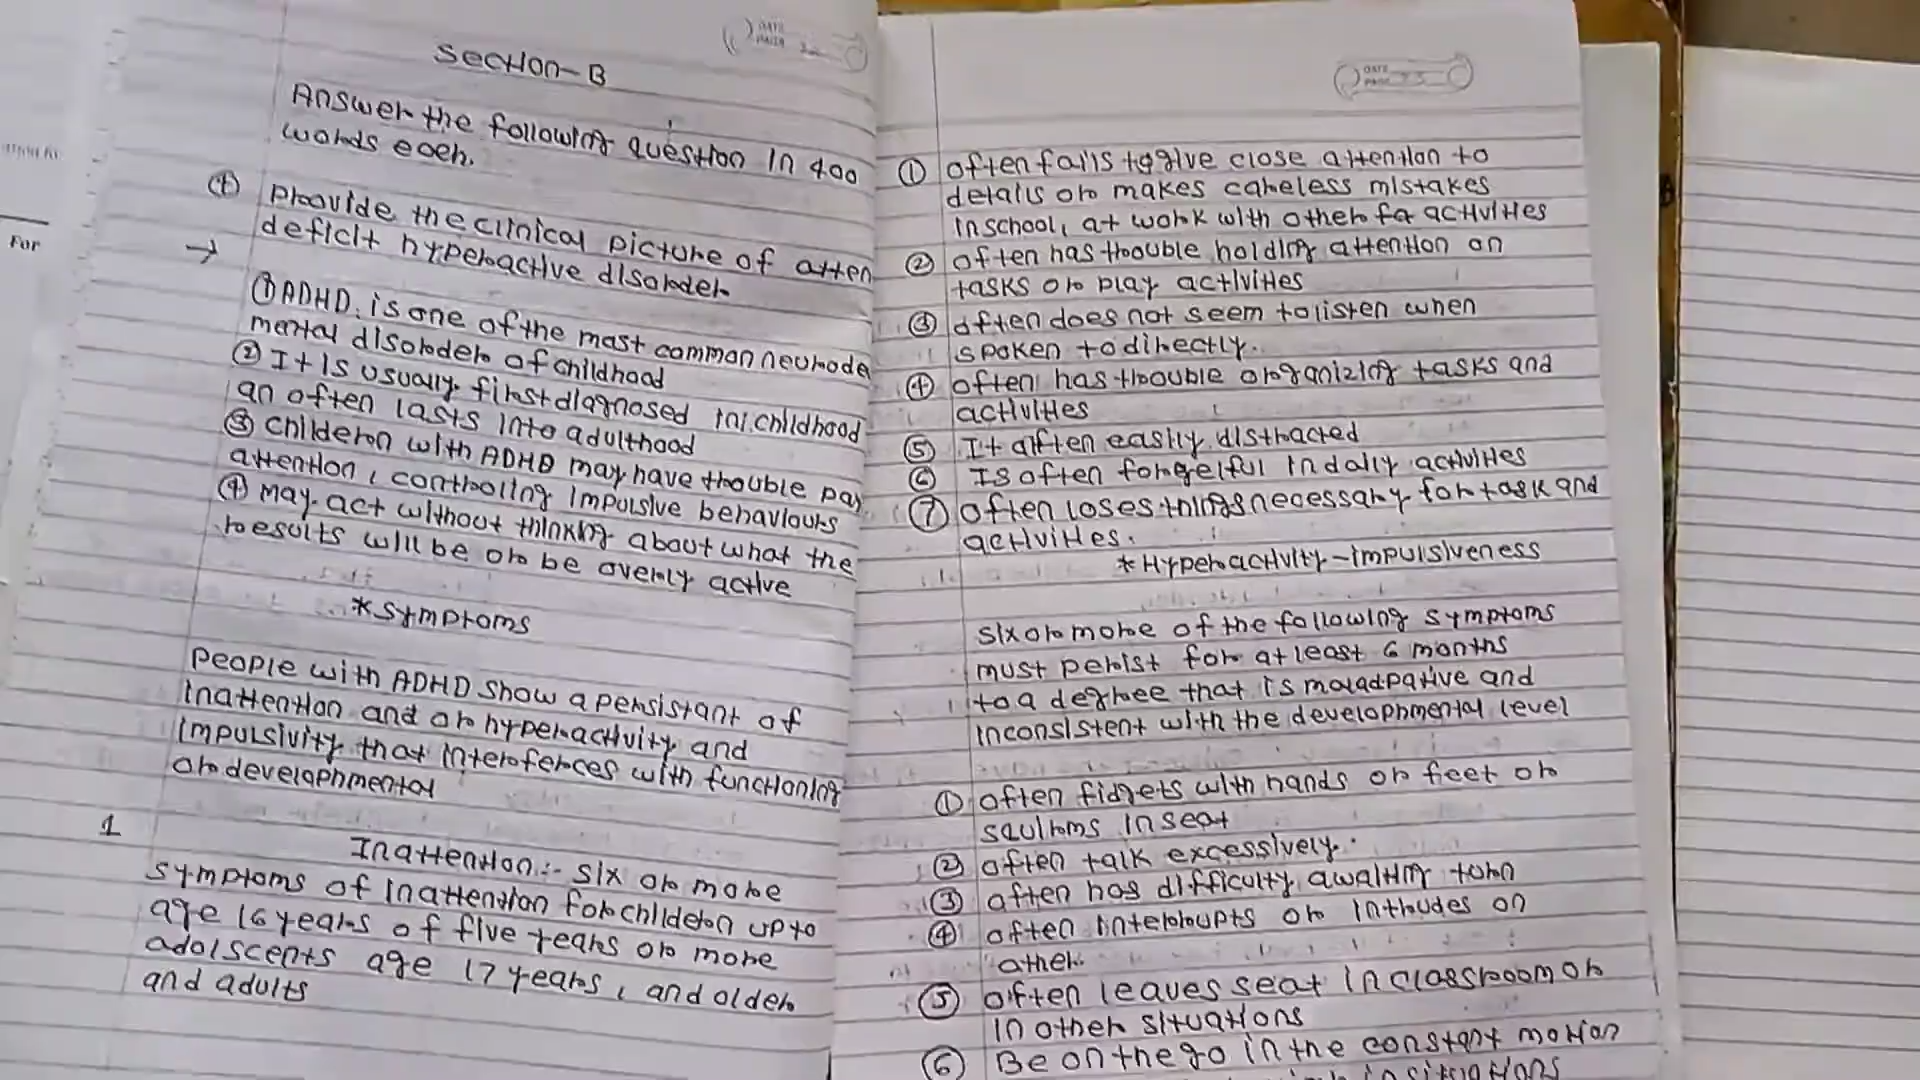 Section-B
Answer the following question in 400
words each.
① Provide the clinical picture of atten
deficit hyperactive disorder.
→
① ADHD is one of the most common neurode
mental disorder of childhood
② It is usually first diagnosed in childhood
an often lasts into adulthood
③ childeron with ADHD may have trouble pay
attention, controoling impulsive behaviours
④ may act without thinking about what the
results will be or be overly active
*Symptoms
People with ADHD show a persistant of
inattention and or hyperactivity and
impulsivity that interoferces with functioning
or develophmental
1
Inattention:- six or more
symptoms of inattention for childeron up to
age 16 years of five years or more
adolscents age 17 years, and older
and adults
For
DATE
PAGE
① often fails to give close attention to
details or makes careless mistakes
in school, at work with other for activities
② often has trouble holding attention on
tasks or play activities
③ often does not seem to listen when
spoken to directly.
④ often has trouble organizing tasks and
activities
⑤ It often easily distracted
⑥ Is often forgetful in daily activities
⑦ often loses things necessary for task and
activities.
*Hyperactivity-impulsiveness
six or more of the following symptoms
must perist for at least 6 months
to a degree that is maladpative and
inconsistent with the develophmental level
① often fidgets with hands or feet or
squirms in seat
② often talk excessively.
③ often has difficulty awaiting turn
④ often interrupts or intrudes on
other
⑤ often leaves seat in classroom or
in other situations
⑥ Be on the go in the constant motion
DATE
PAGE